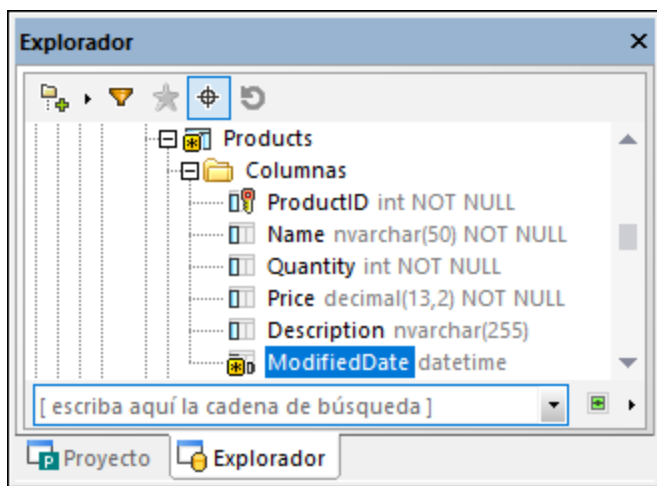 Explorador
Products
Columnas
ProductID int NOT NULL
Name nvarchar(50) NOT NULL
Quantity int NOT NULL
Price decimal(13,2) NOT NULL
Description nvarchar(255)
ModifiedDate datetime
[ escriba aquí la cadena de búsqueda ]
Proyecto Explorador